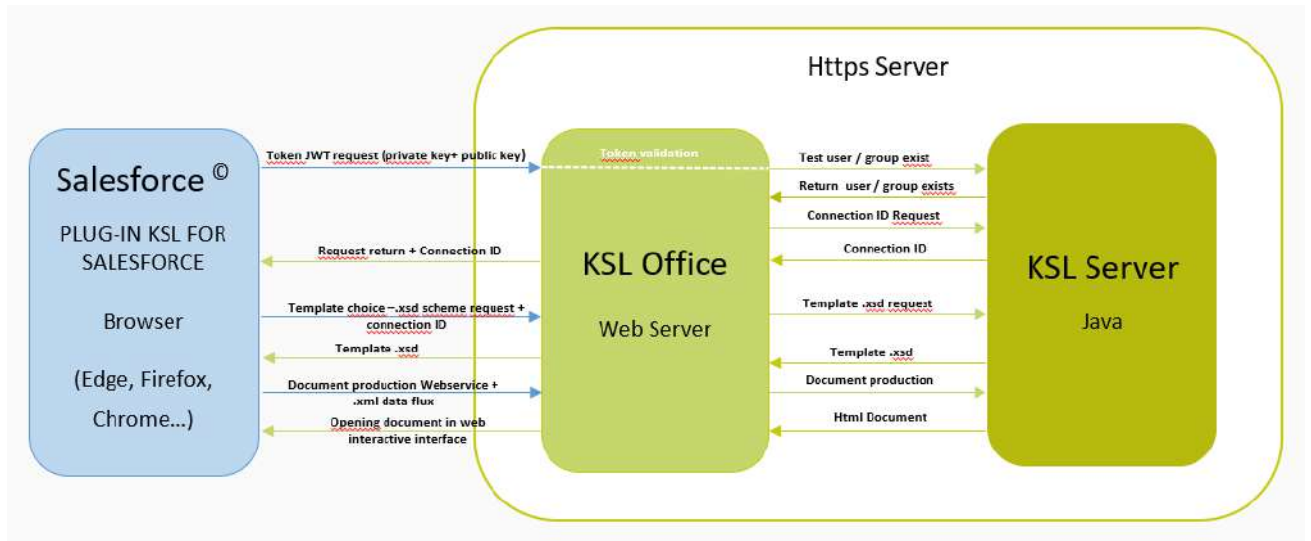 Https Server
Salesforce ©
PLUG-IN KSL FOR
SALESFORCE
Browser
(Edge, Firefox,
Chrome...)
Token JWT request (private key+ public key)
Request return + Connection ID
Template choice –.xsd scheme request +
connection ID
Template .xsd
Document production Webservice +
.xml data flux
Opening document in web
interactive interface
Token validation
KSL Office
Web Server
Test user / group exist
Return user / group exists
Connection ID Request
Connection ID
Template .xsd request
Template .xsd
Document production
Html Document
KSL Server
Java